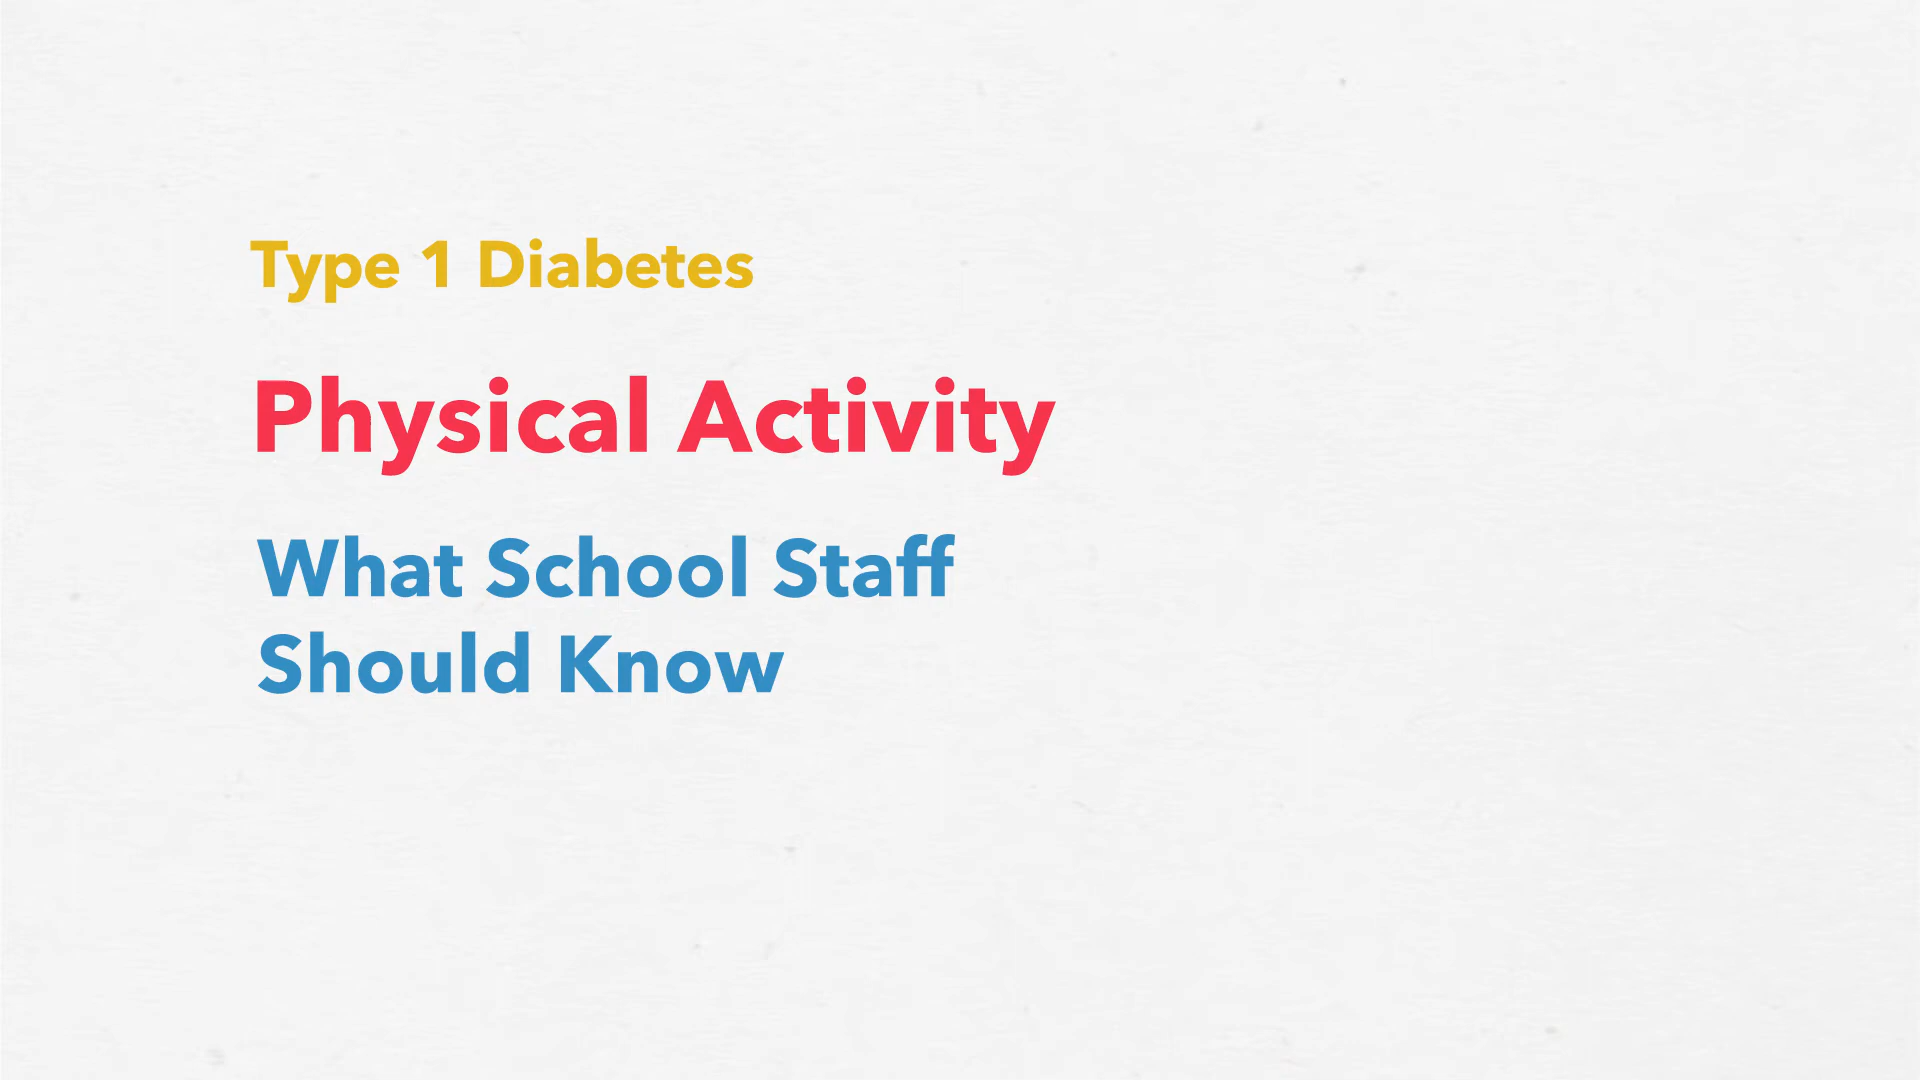 Type 1 Diabetes
Physical Activity
What School Staff
Should Know